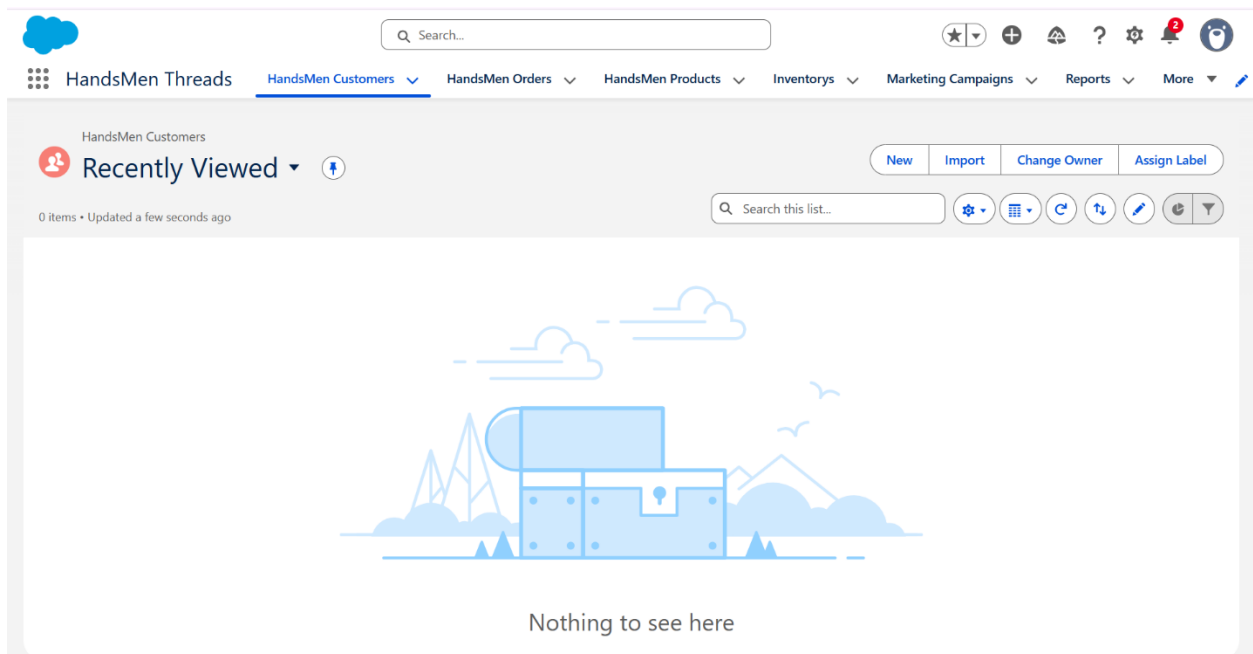 Search...
2
HandsMen Threads HandsMen Customers HandsMen Orders HandsMen Products Inventorys Marketing Campaigns Reports More
HandsMen Customers
Recently Viewed
New Import Change Owner Assign Label
0 items • Updated a few seconds ago
Search this list...
Nothing to see here